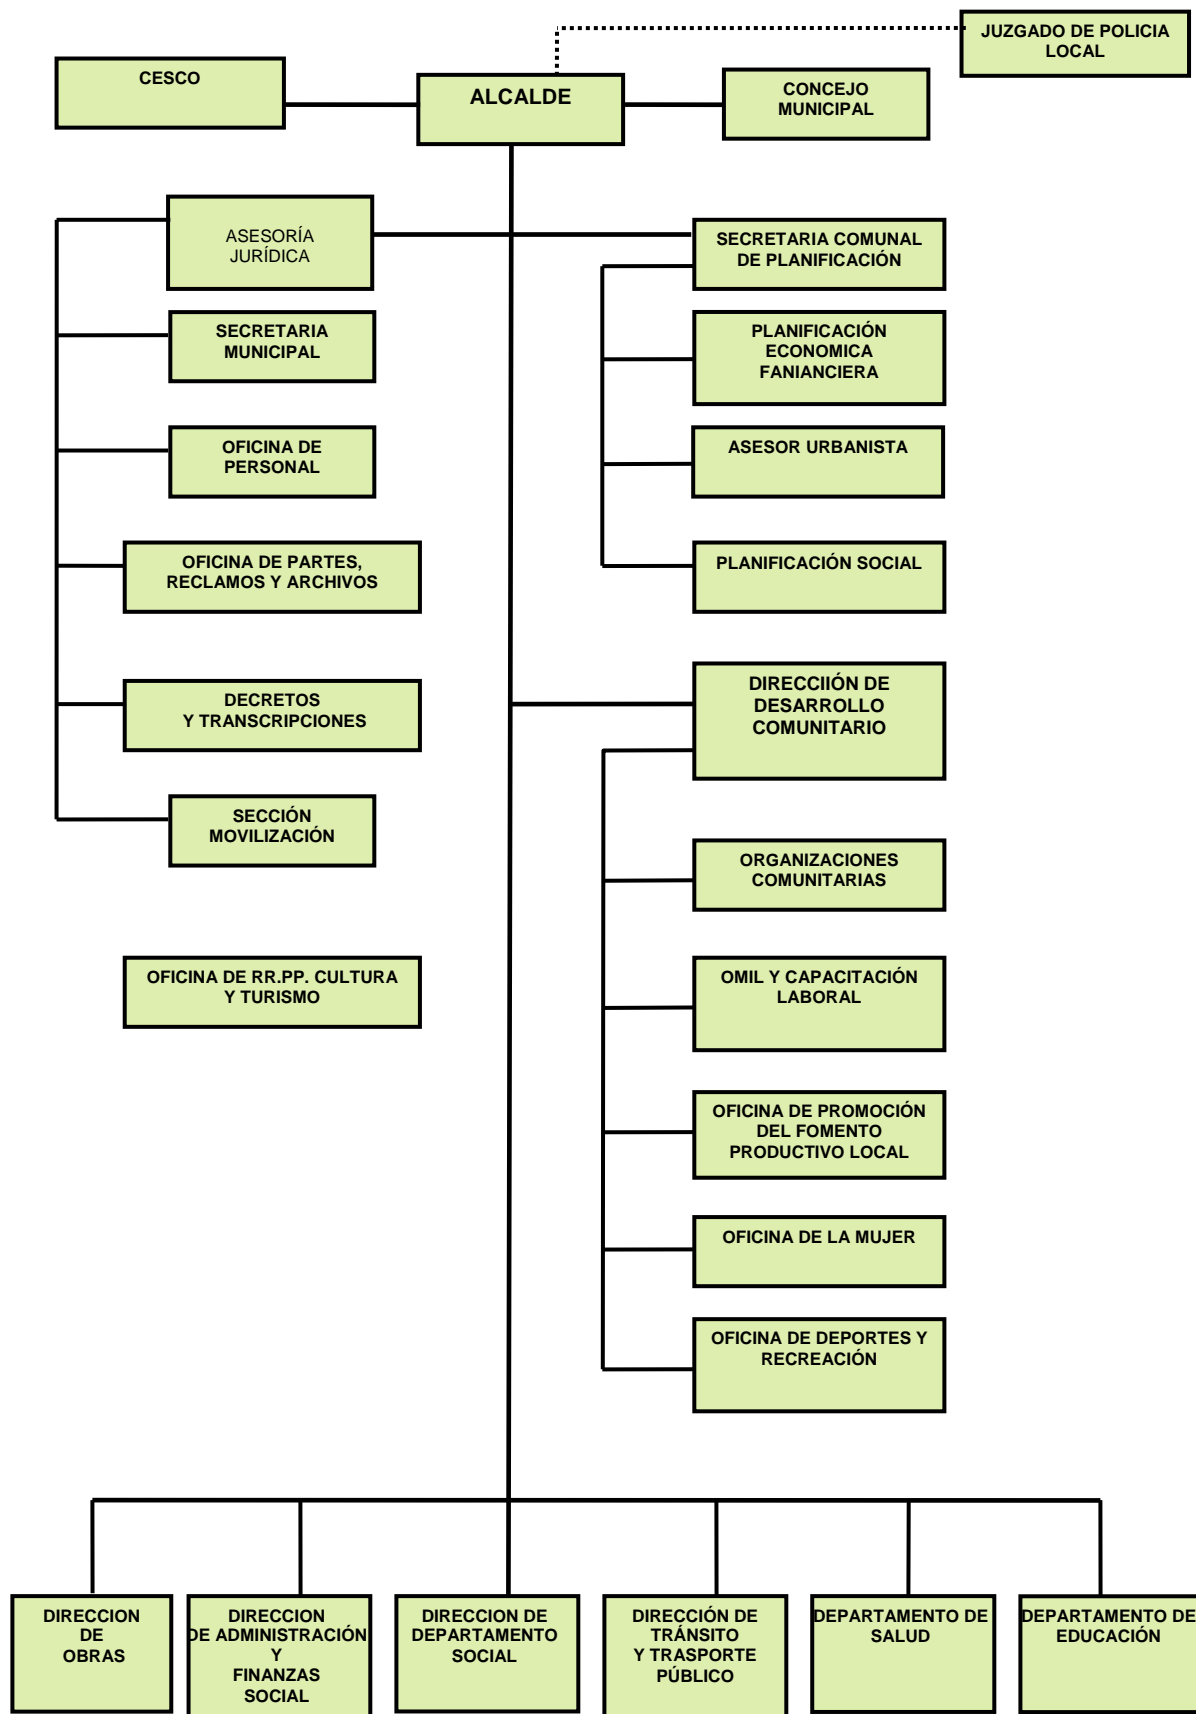 JUZGADO DE POLICIA
LOCAL
CESCO
ALCALDE
CONCEJO
MUNICIPAL
ASESORÍA
JURÍDICA
SECRETARIA
MUNICIPAL
OFICINA DE
PERSONAL
OFICINA DE PARTES,
RECLAMOS Y ARCHIVOS
DECRETOS
Y TRANSCRIPCIONES
SECCIÓN
MOVILIZACIÓN
OFICINA DE RR.PP. CULTURA
Y TURISMO
SECRETARIA COMUNAL
DE PLANIFICACIÓN
PLANIFICACIÓN
ECONOMICA
FANIANCIERA
ASESOR URBANISTA
PLANIFICACIÓN SOCIAL
DIRECCIIÓN DE
DESARROLLO
COMUNITARIO
ORGANIZACIONES
COMUNITARIAS
OMIL Y CAPACITACIÓN
LABORAL
OFICINA DE PROMOCIÓN
DEL FOMENTO
PRODUCTIVO LOCAL
OFICINA DE LA MUJER
OFICINA DE DEPORTES Y
RECREACIÓN
DIRECCION
DE
OBRAS
DIRECCION
DE ADMINISTRACIÓN
Y
FINANZAS
SOCIAL
DIRECCION DE
DEPARTAMENTO
SOCIAL
DIRECCIÓN DE
TRÁNSITO
Y TRASPORTE
PÚBLICO
DEPARTAMENTO DE
SALUD
DEPARTAMENTO DE
EDUCACIÓN